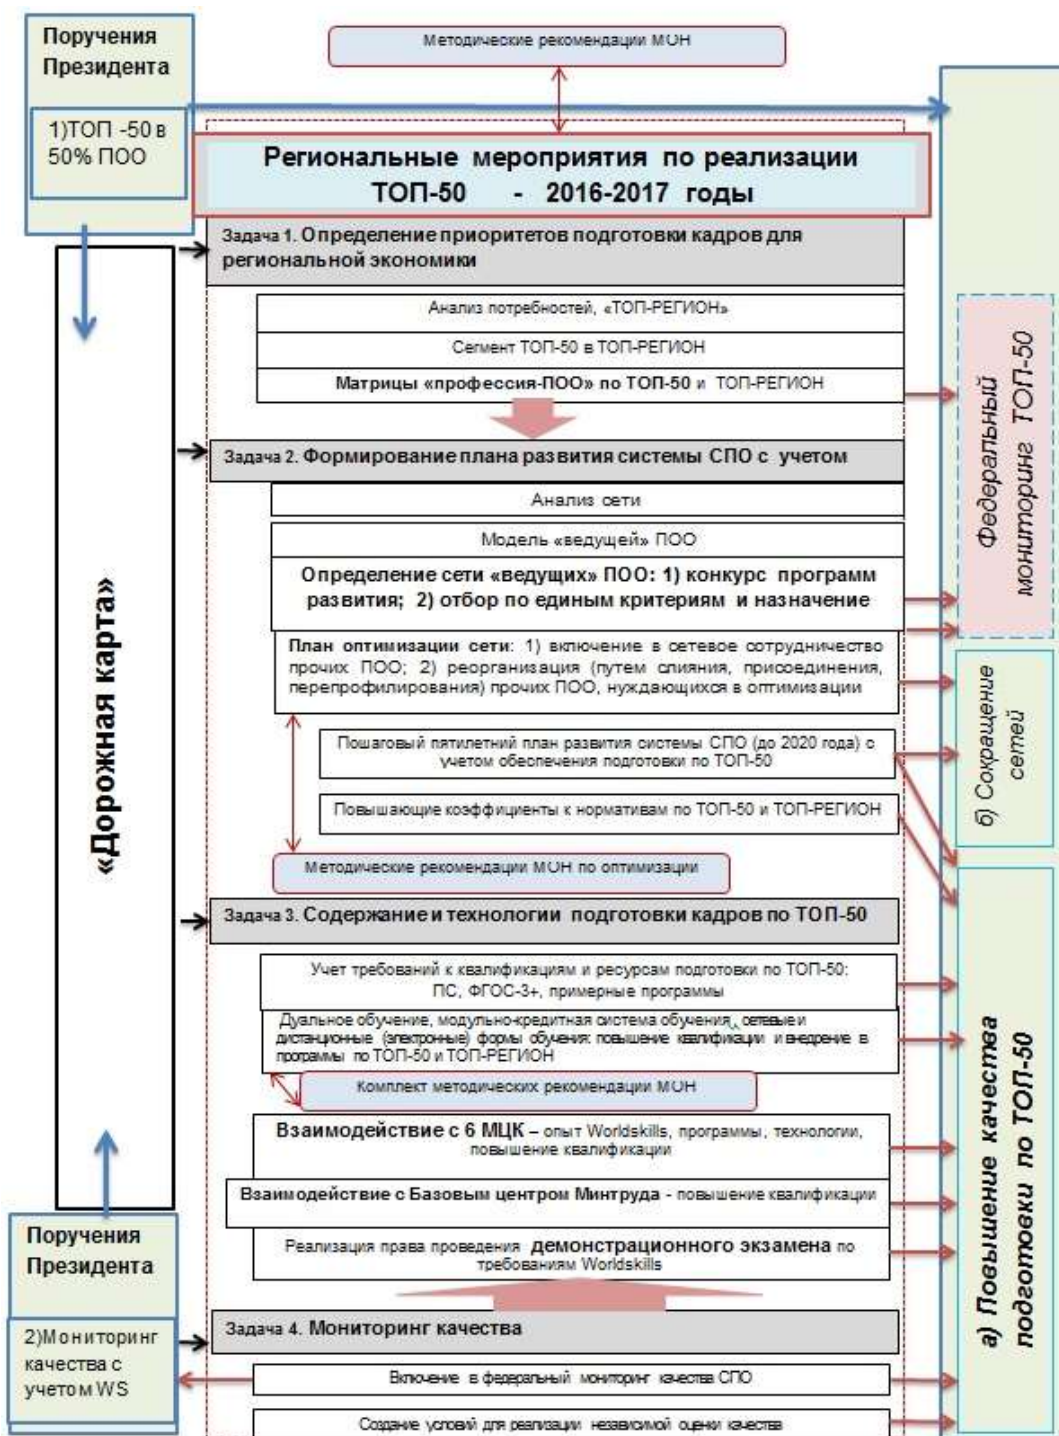 Поручения
Президента
1)ТОП -50 в
50% ПОО
Методические рекомендации МОН
Региональные мероприятия по реализации
ТОП-50 - 2016-2017 годы
«Дорожная карта»
Задача 1. Определение приоритетов подготовки кадров для
региональной экономики
Анализ потребностей, «ТОП-РЕГИОН»
Сегмент ТОП-50 в ТОП-РЕГИОН
Матрицы «профессия-ПОО» по ТОП-50 и ТОП-РЕГИОН
Задача 2. Формирование плана развития системы СПО с учетом
Анализ сети
Модель «ведущей» ПОО
Определение сети «ведущих» ПОО: 1) конкурс программ
развития; 2) отбор по единым критериям и назначение
План оптимизации сети: 1) включение в сетевое сотрудничество
прочих ПОО; 2) реорганизация (путем слияния, присоединения,
перепрофилирования) прочих ПОО, нуждающихся в оптимизации
Пошаговый пятилетний план развития системы СПО (до 2020 года) с
учетом обеспечения подготовки по ТОП-50
Повышающие коэффициенты к нормативам по ТОП-50 и ТОП-РЕГИОН
Методические рекомендации МОН по оптимизации
Задача 3. Содержание и технологии подготовки кадров по ТОП-50
Учет требований к квалификациям и ресурсам подготовки по ТОП-50:
ПС, ФГОС-3+, примерные программы
Дуальное обучение, модульно-кредитная система обучения, сетевые и
дистанционные (электронные) формы обучения: повышение квалификации и внедрение в
программы по ТОП-50 и ТОП-РЕГИОН
Комплект методических рекомендации МОН
Взаимодействие с 6 МЦК – опыт Worldskills, программы, технологии,
повышение квалификации
Взаимодействие с Базовым центром Минтруда - повышение квалификации
Реализация права проведения демонстрационного экзамена по
требованиям Worldskills
Задача 4. Мониторинг качества
Включение в федеральный мониторинг качества СПО
Создание условий для реализации независимой оценки качества
Поручения
Президента
2)Мониторинг
качества с
учетом WS
Федеральный
мониторинг ТОП-50
б) Сокращение
сетей
а) Повышение качества
подготовки по ТОП-50